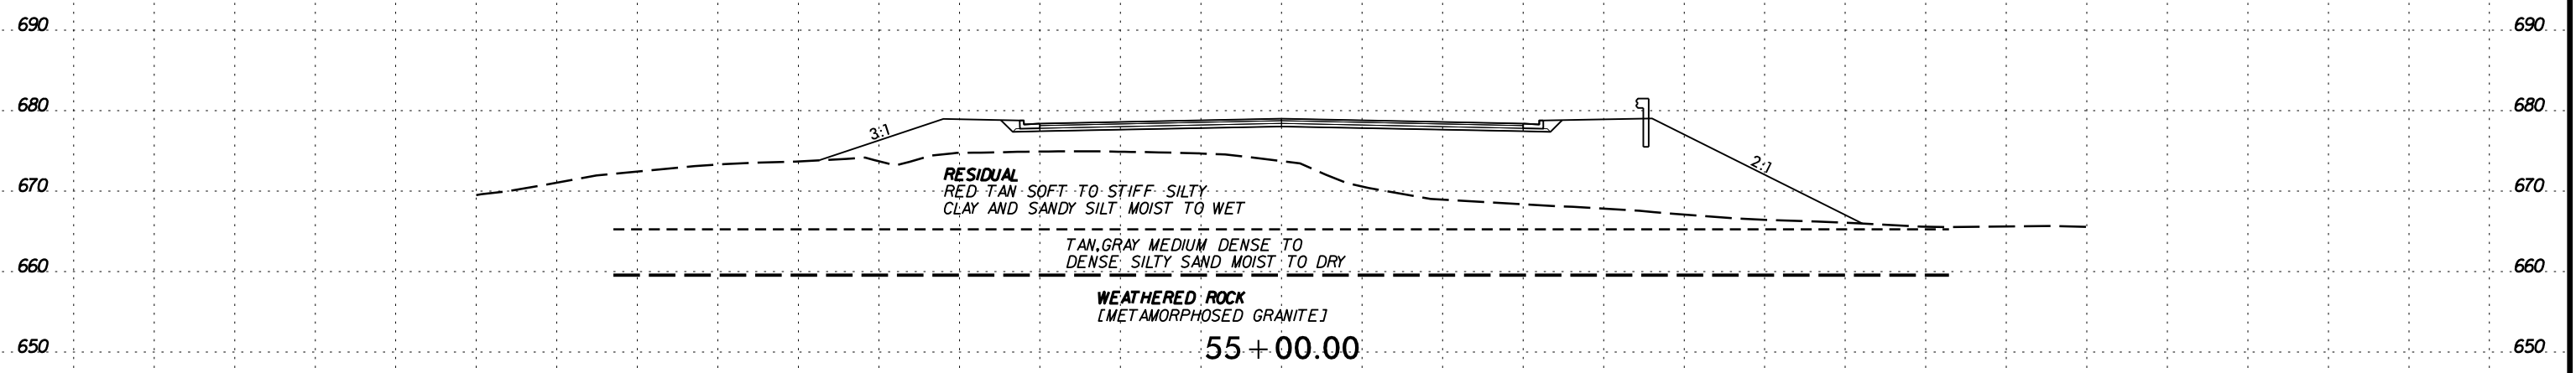 690 690
680 680
3:1
2:1
670 670
RESIDUAL
RED TAN SOFT TO STIFF SILTY
CLAY AND SANDY SILT MOIST TO WET
TAN,GRAY MEDIUM DENSE TO
DENSE SILTY SAND MOIST TO DRY
660 660
WEATHERED ROCK
[METAMORPHOSED GRANITE]
650 650
55+00.00